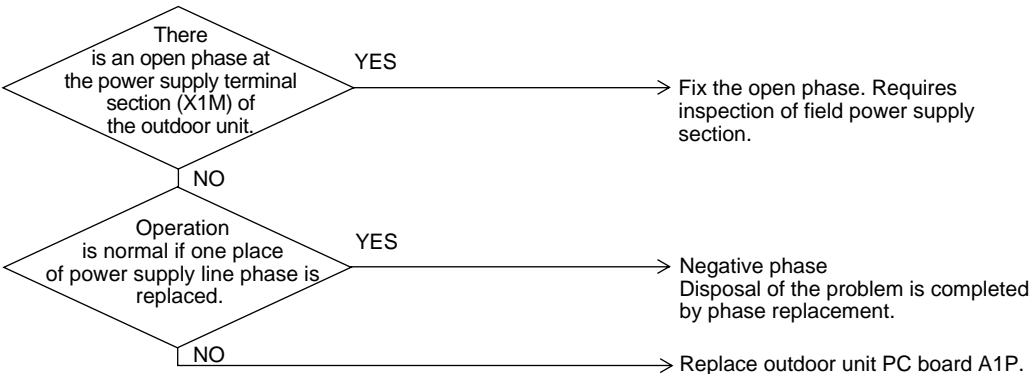 There
is an open phase at
the power supply terminal
section (X1M) of
the outdoor unit.
YES
Fix the open phase. Requires
inspection of field power supply
section.
NO
Operation
is normal if one place
of power supply line phase is
replaced.
YES
Negative phase
Disposal of the problem is completed
by phase replacement.
NO
Replace outdoor unit PC board A1P.